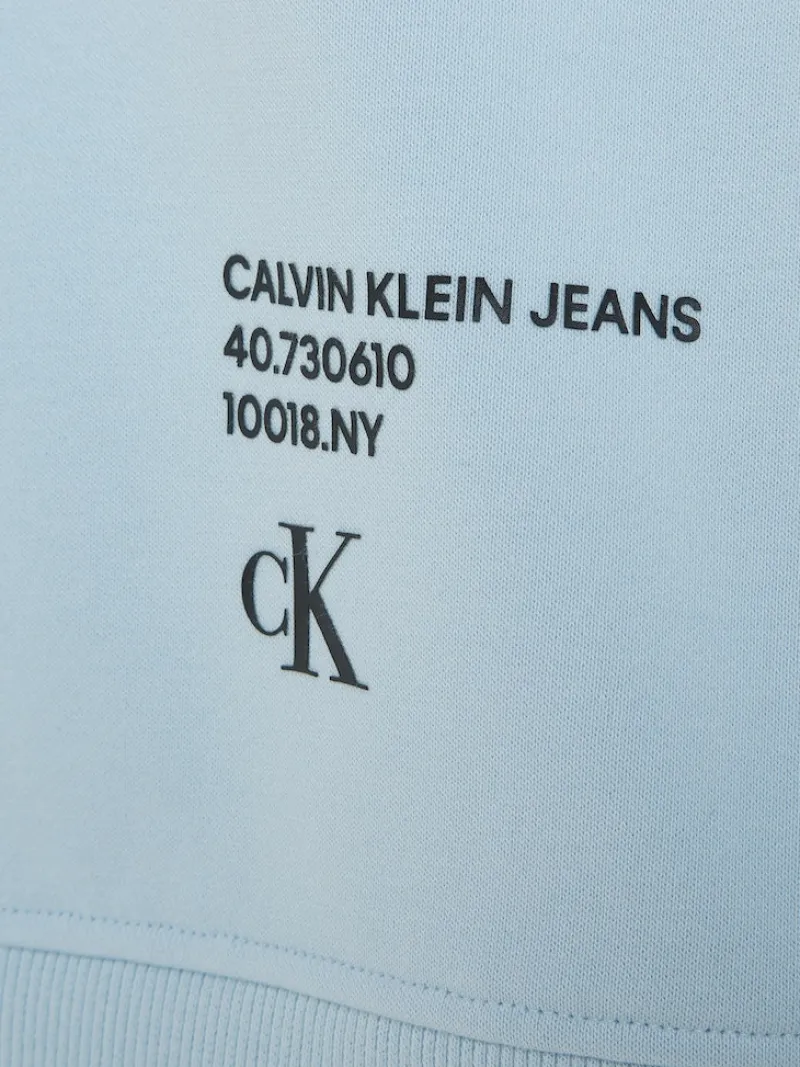 CALVIN KLEIN JEANS
40.730610
10018.NY
CK